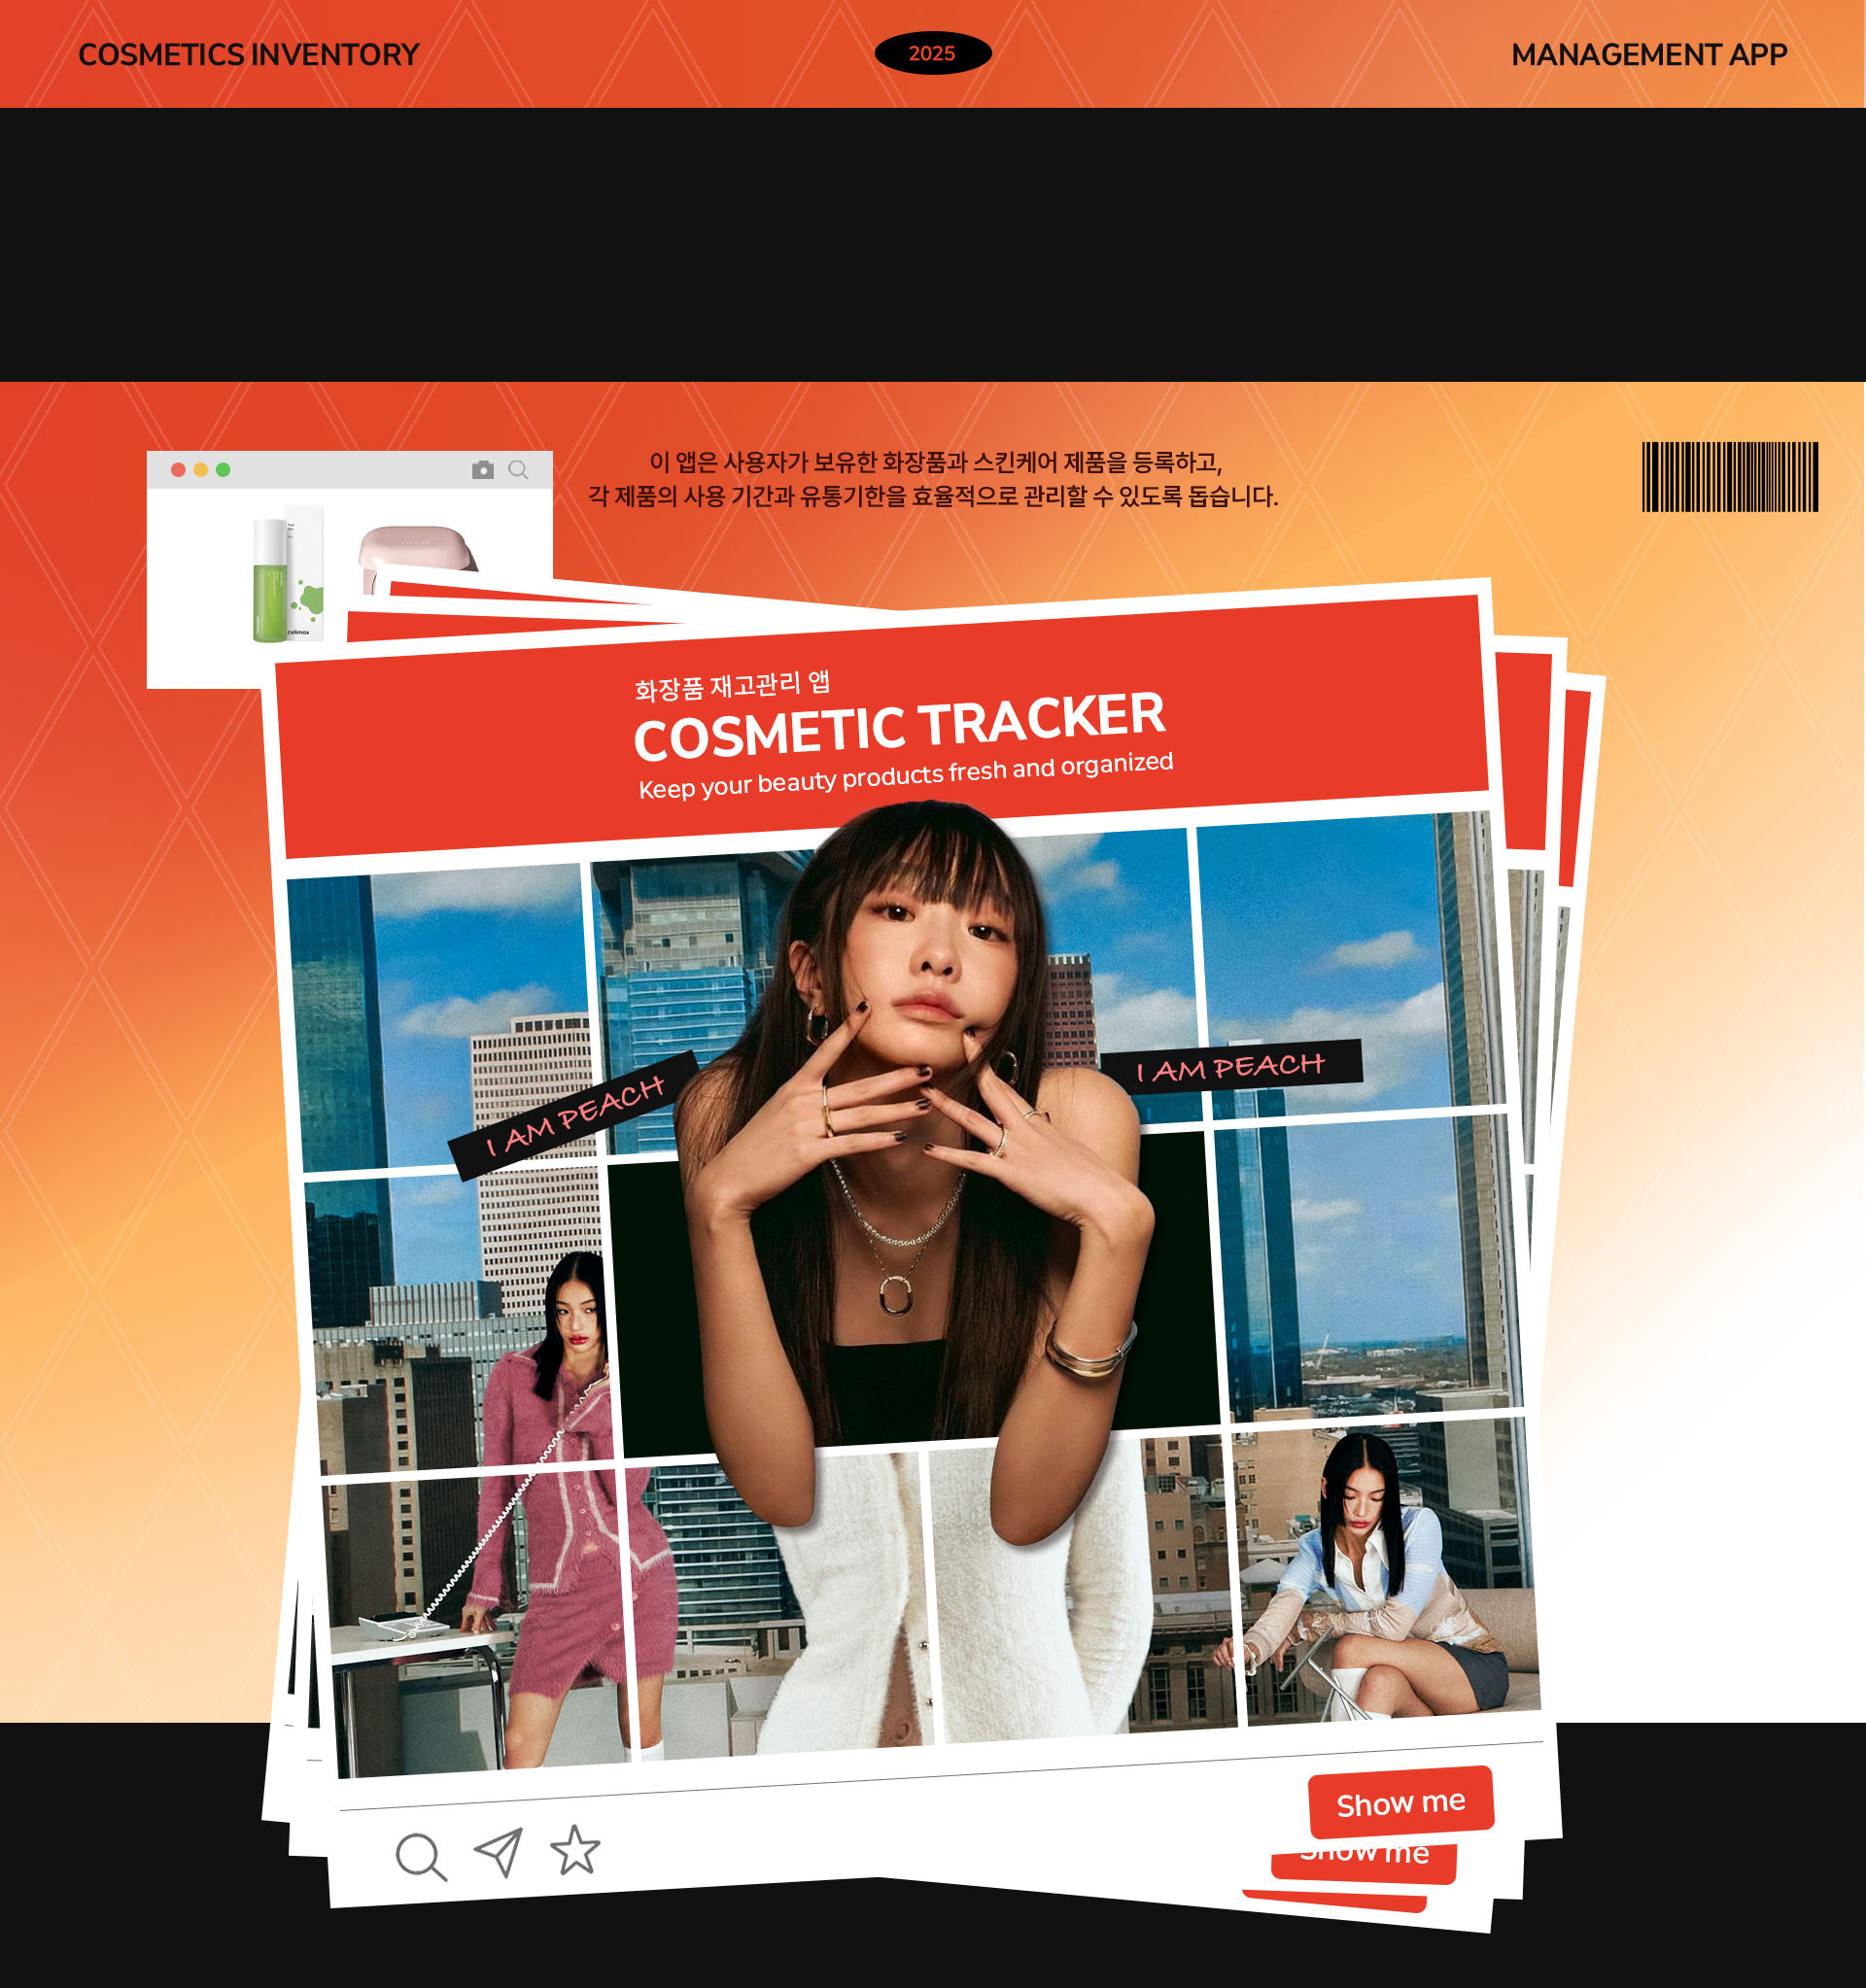 COSMETICS INVENTORY
2025
MANAGEMENT APP
이 앱은 사용자가 보유한 화장품과 스킨케어 제품을 등록하고,
각 제품의 사용 기간과 유통기한을 효율적으로 관리할 수 있도록 돕습니다.
celimax
화장품 재고관리 앱
COSMETIC TRACKER
Keep your beauty products fresh and organized
I AM PEACH
I AM PEACH
Show me
Show me